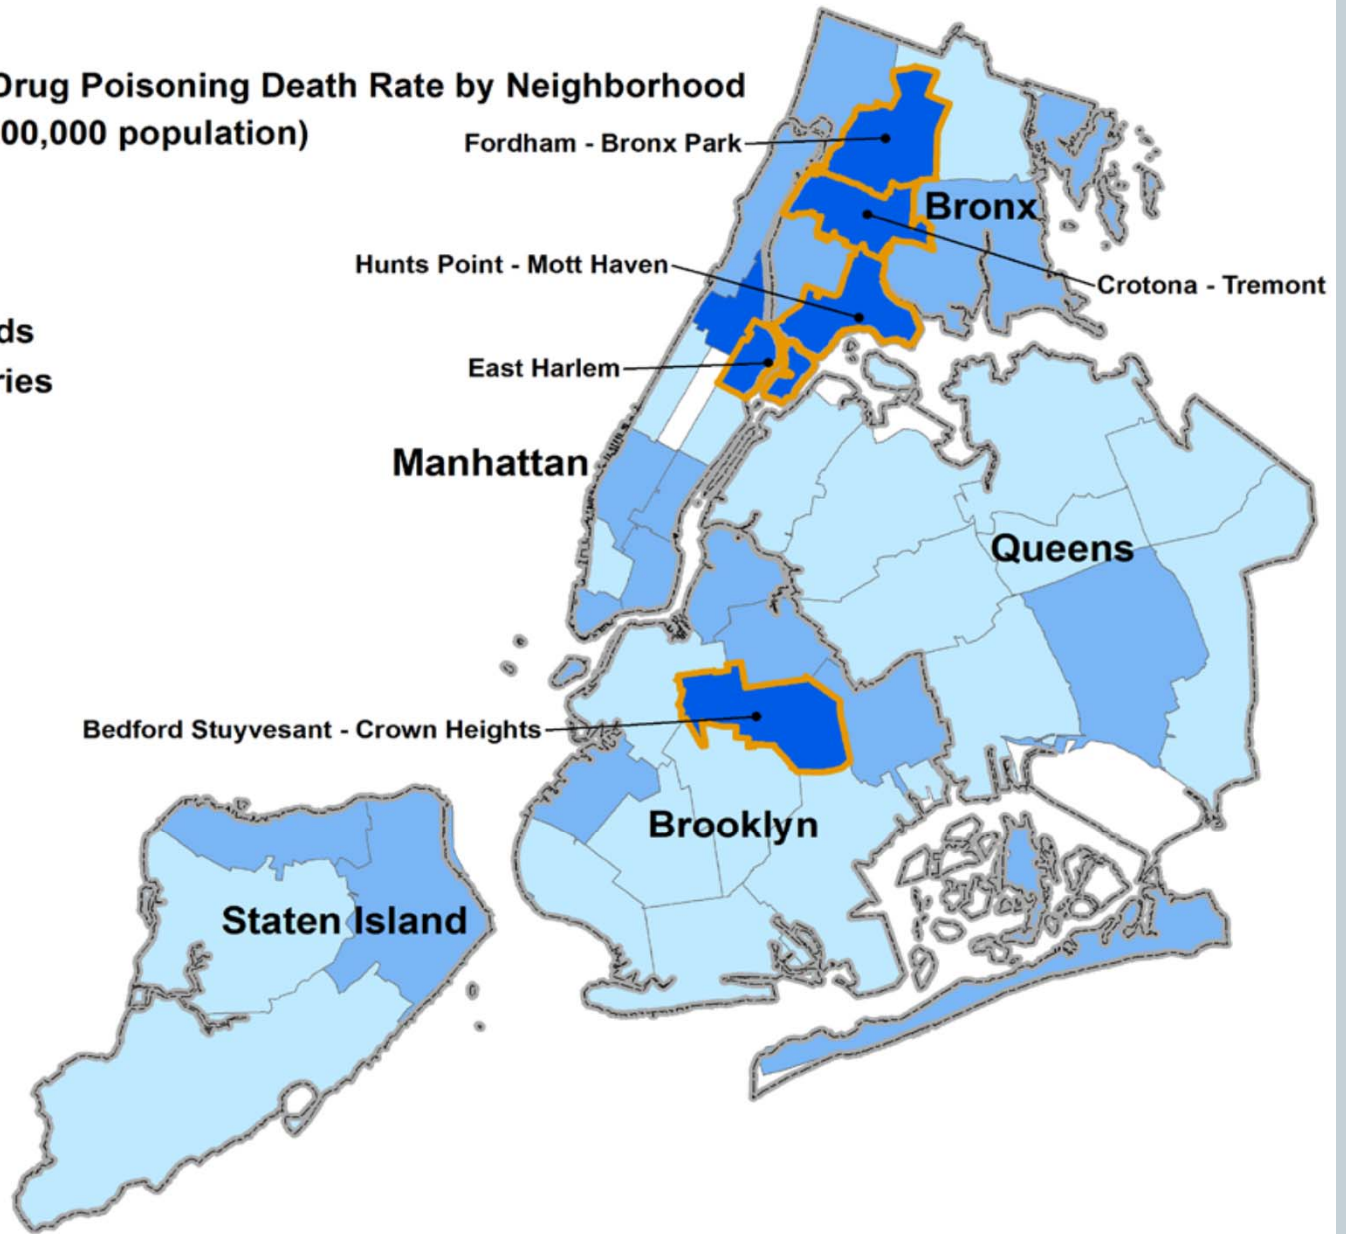 Drug Poisoning Death Rate by Neighborhood
00,000 population)
Fordham - Bronx Park
Bronx
Hunts Point - Mott Haven
Crotona - Tremont
ds
East Harlem
ries
Manhattan
Queens
Bedford Stuyvesant - Crown Heights
Brooklyn
Staten Island